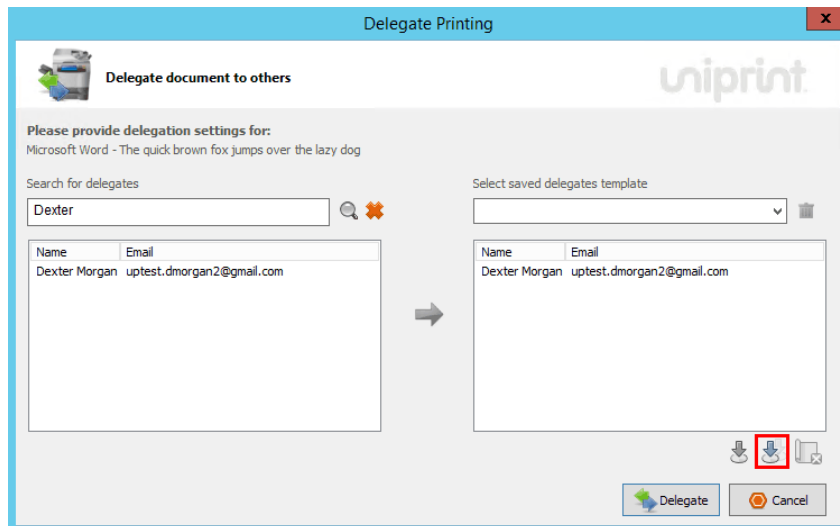 Delegate Printing
x
Delegate document to others
uniprint
Please provide delegation settings for:
Microsoft Word - The quick brown fox jumps over the lazy dog
Search for delegates
Select saved delegates template
Dexter
Name Email
Dexter Morgan uptest.dmorgan2@gmail.com
Name Email
Dexter Morgan uptest.dmorgan2@gmail.com
Delegate
Cancel